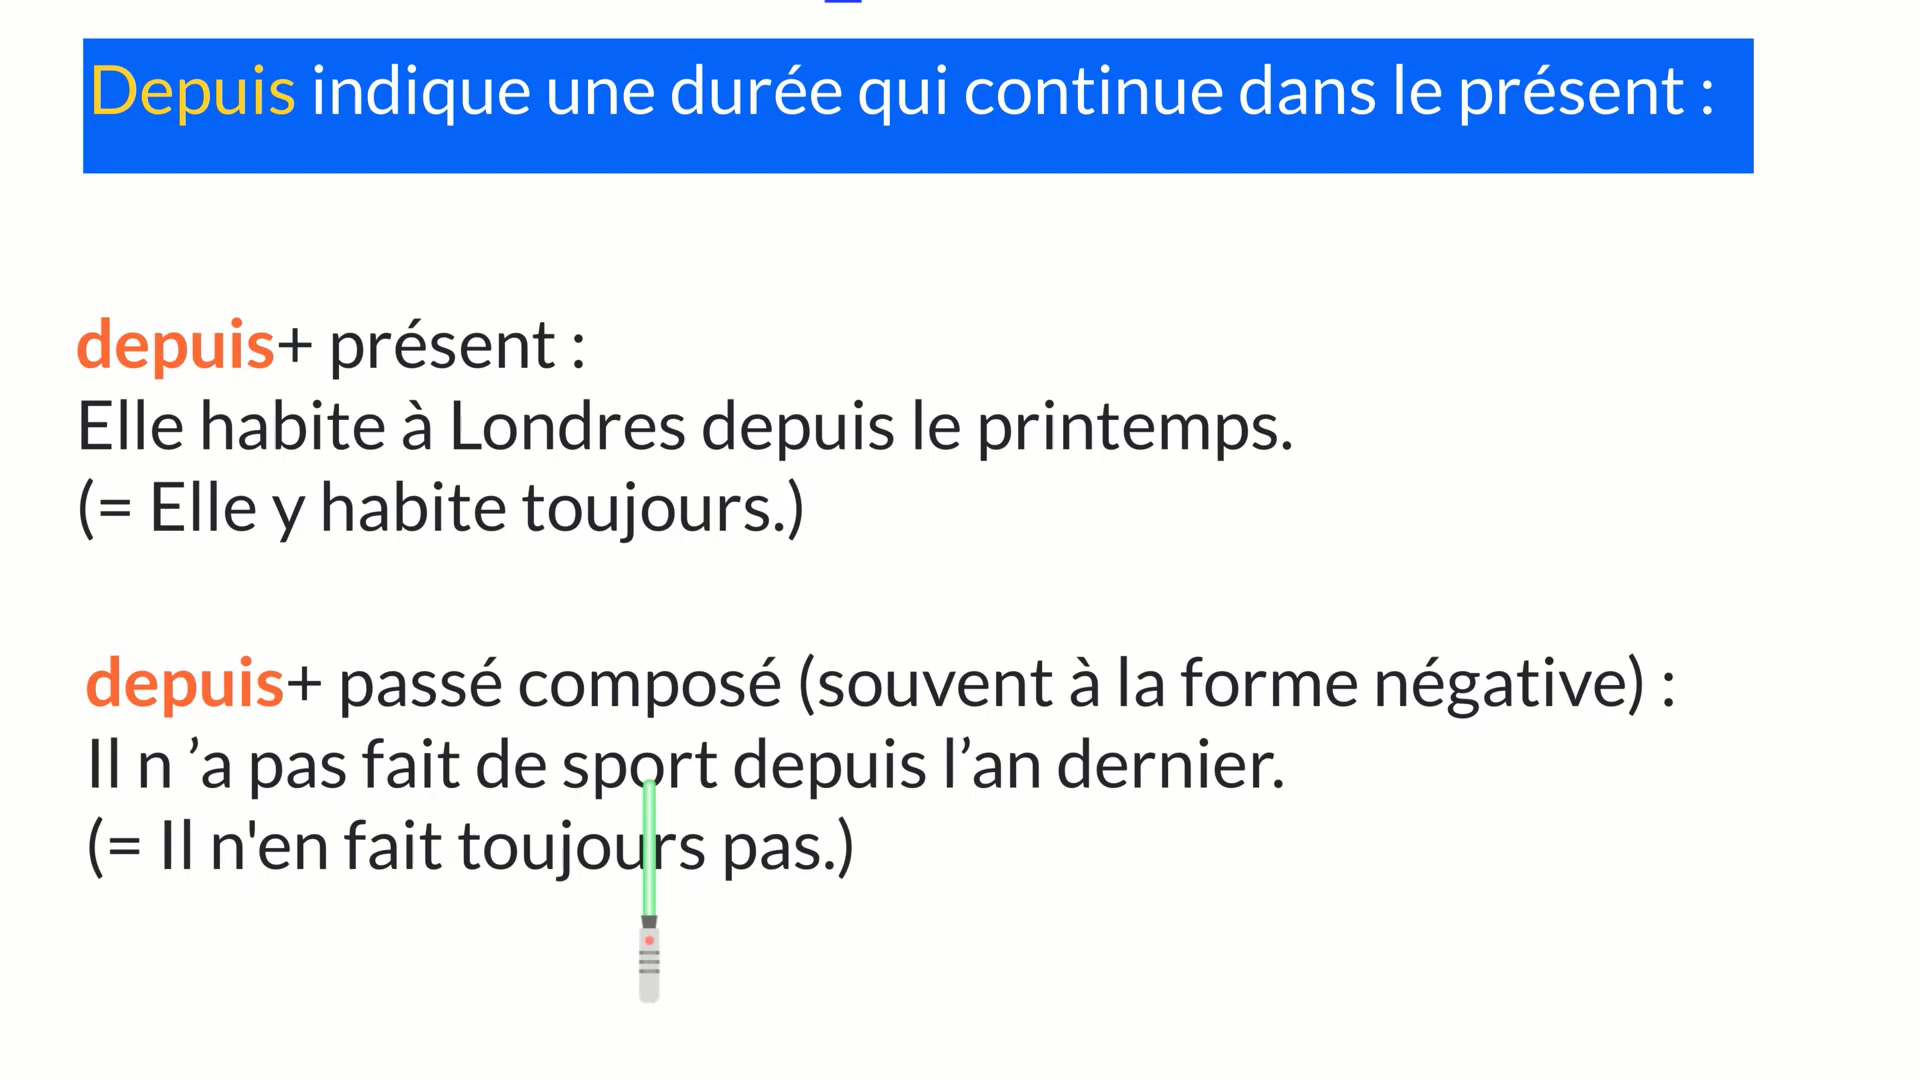 Depuis indique une durée qui continue dans le présent :
depuis+ présent :
Elle habite à Londres depuis le printemps.
(= Elle y habite toujours.)
depuis+ passé composé (souvent à la forme négative) :
Il n ’a pas fait de sport depuis l’an dernier.
(= Il n'en fait toujours pas.)